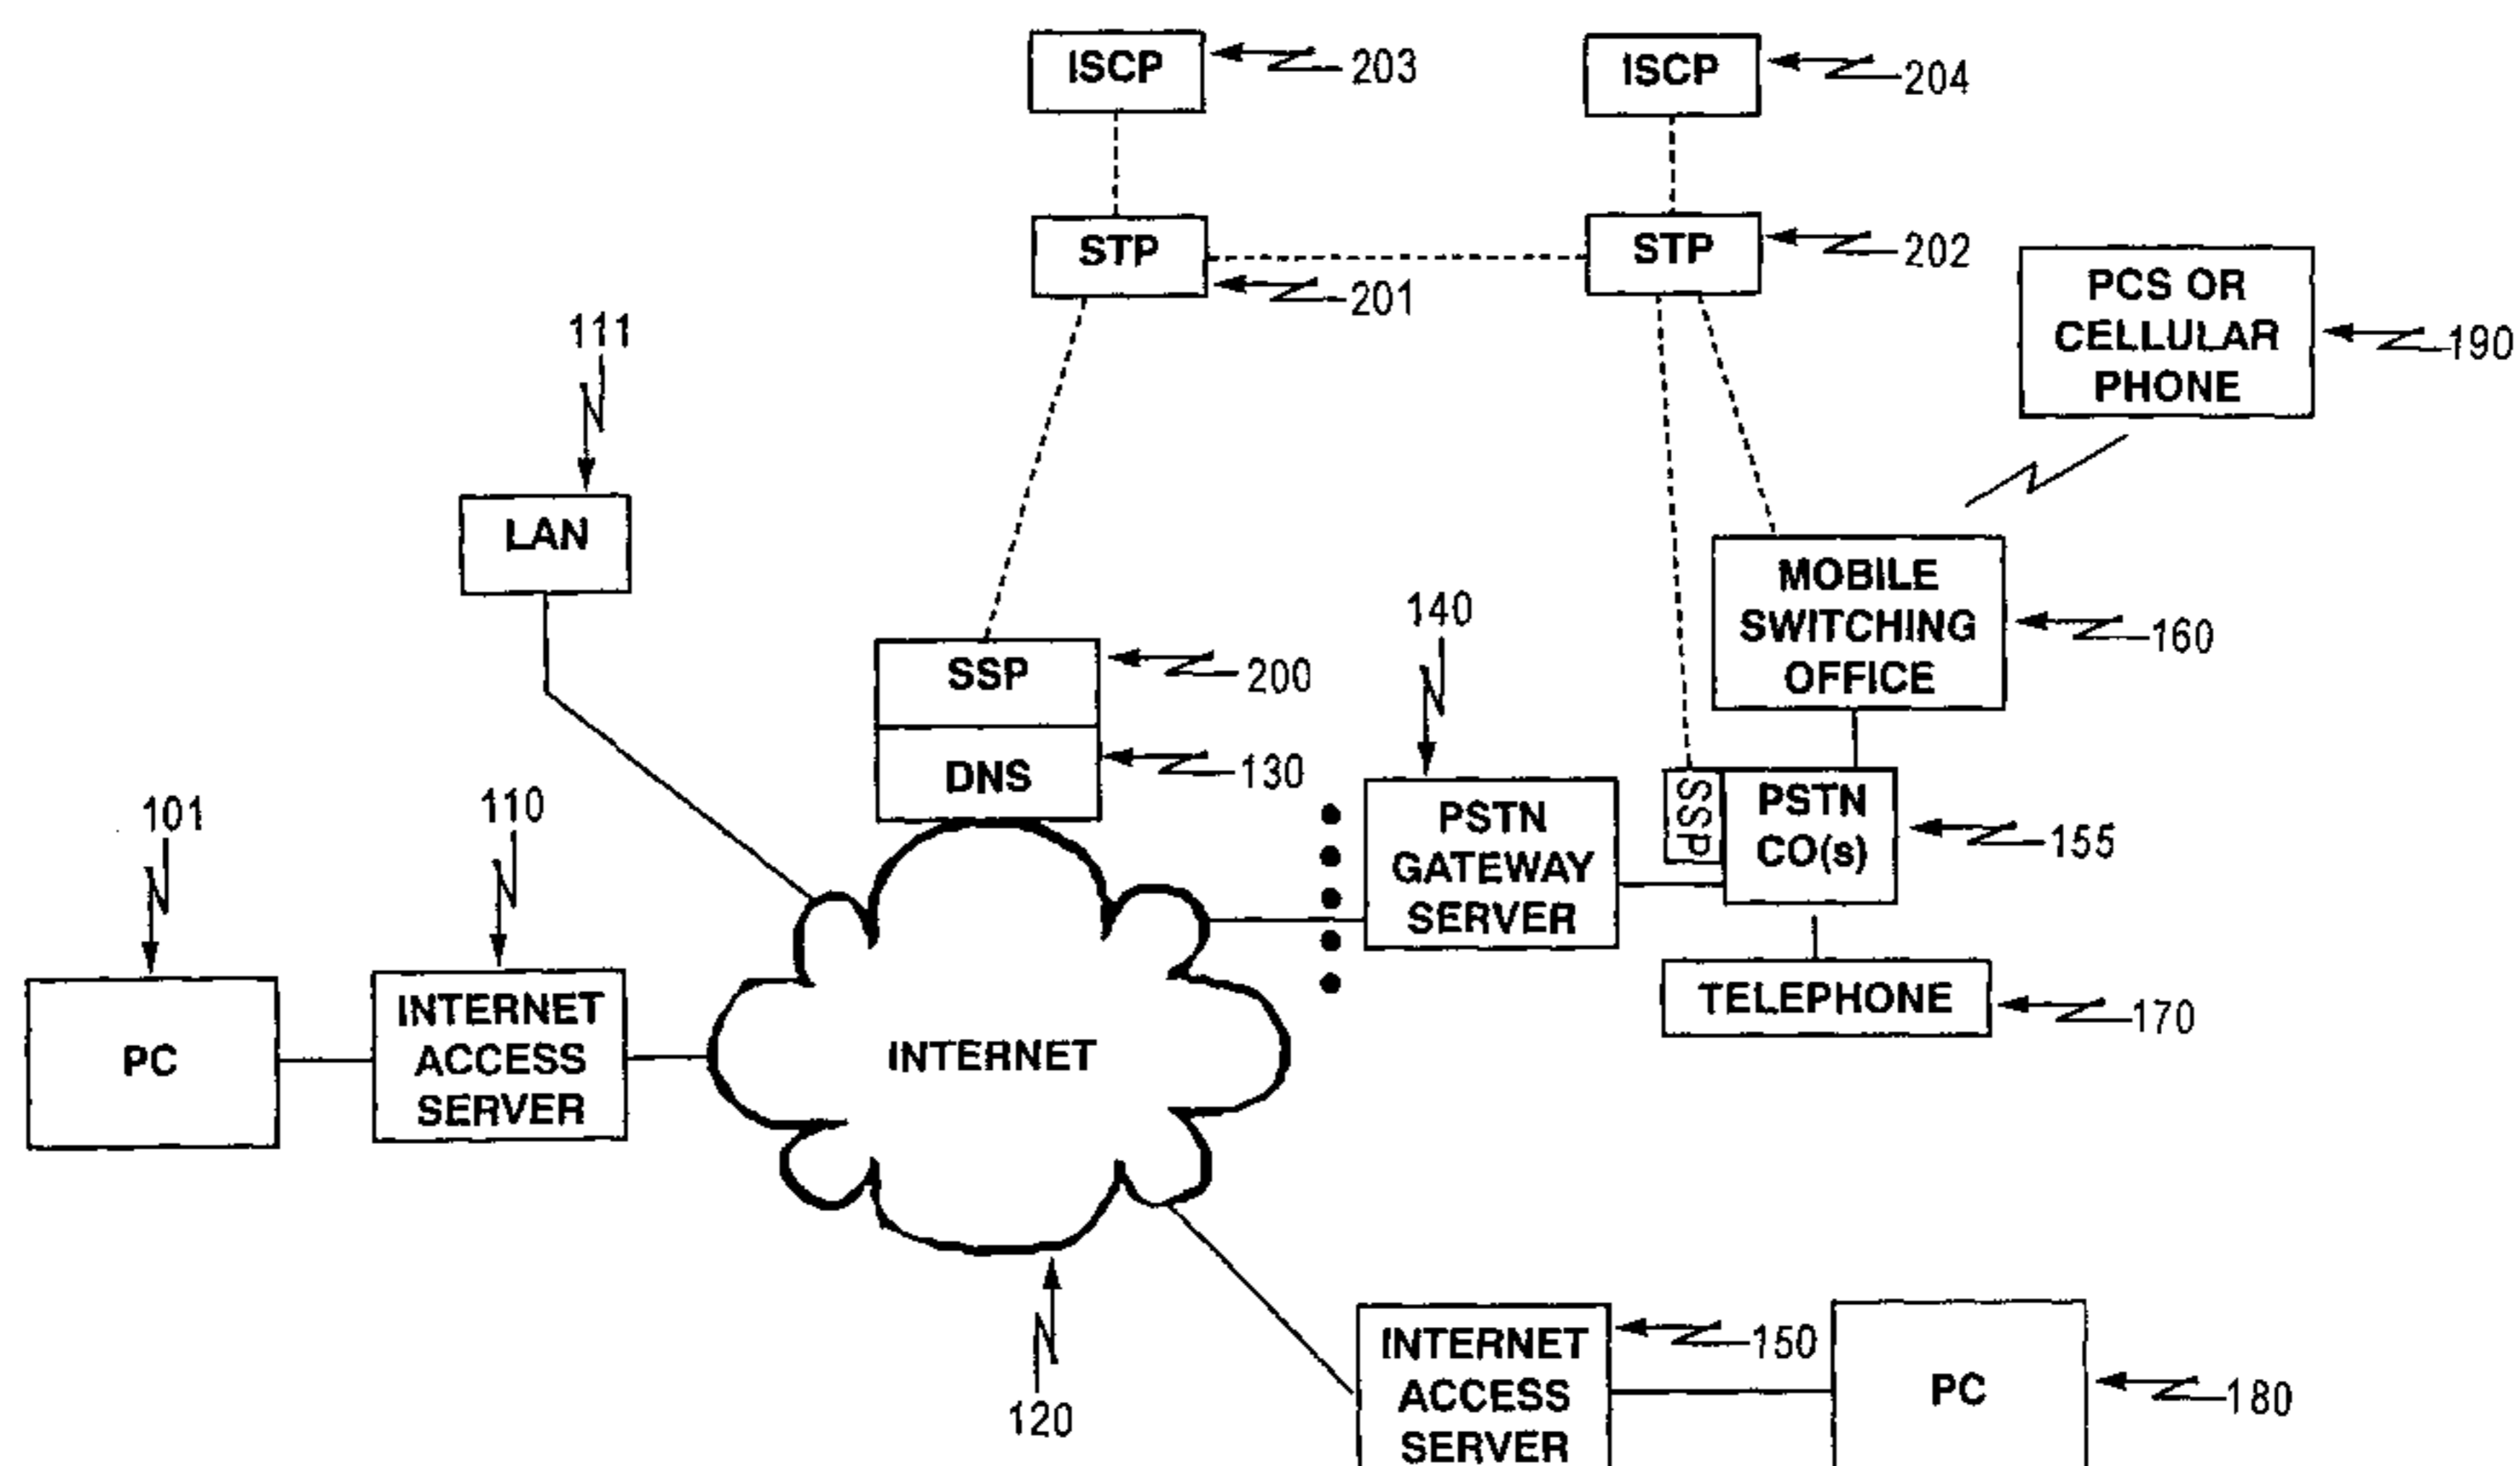 ISCP
203
ISCP
204
STP
201
STP
202
PCS OR
CELLULAR
PHONE
190
111
LAN
SSP
200
DNS
130
140
MOBILE
SWITCHING
OFFICE
160
PSTN
GATEWAY
SERVER
SSP
PSTN
CO(s)
155
TELEPHONE
170
101
PC
110
INTERNET
ACCESS
SERVER
INTERNET
120
INTERNET
ACCESS
SERVER
150
PC
180